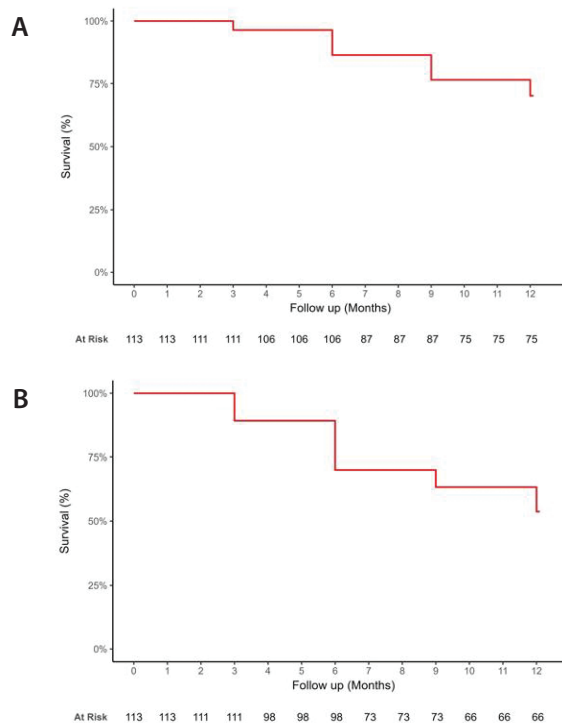 A
100%
75%
50%
25%
0%
Survival (%)
0 1 2 3 4 5 6 7 8 9 10 11 12
Follow up (Months)
At Risk 113 113 111 111 106 106 106 87 87 87 75 75 75
B
100%
75%
50%
25%
0%
Survival (%)
0 1 2 3 4 5 6 7 8 9 10 11 12
Follow up (Months)
At Risk 113 113 111 111 98 98 98 73 73 73 66 66 66